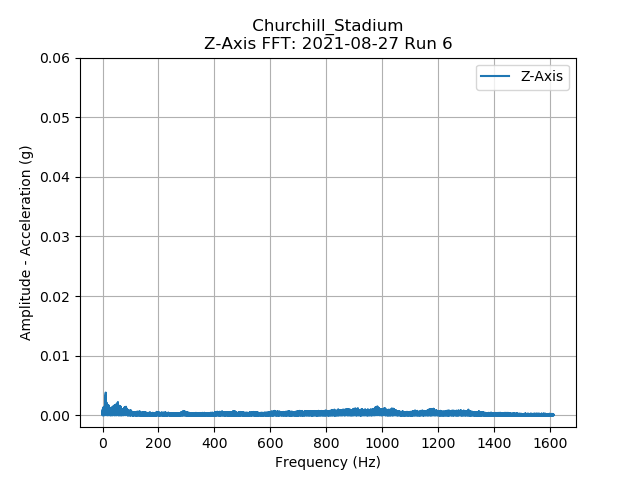 Churchill_Stadium
Z-Axis FFT: 2021-08-27 Run 6
Z-Axis
0.06
0.05
0.04
0.03
0.02
0.01
0.00
Amplitude - Acceleration (g)
0 200 400 600 800 1000 1200 1400 1600
Frequency (Hz)